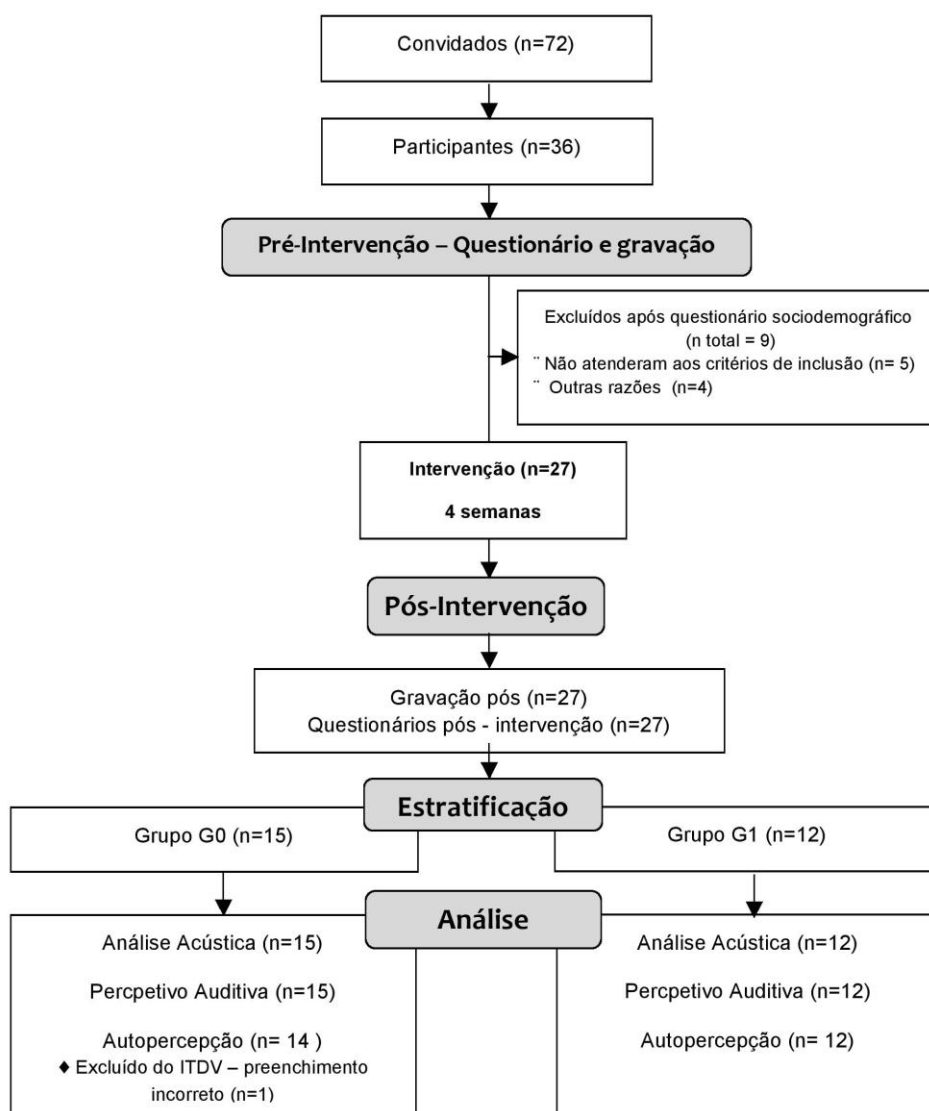 Convidados (n=72)
Participantes (n=36)
Pré-Intervenção – Questionário e gravação
Excluídos após questionário sociodemográfico
(n total = 9)
¨ Não atenderam aos critérios de inclusão (n= 5)
¨ Outras razões (n=4)
Intervenção (n=27)
4 semanas
Pós-Intervenção
Gravação pós (n=27)
Questionários pós - intervenção (n=27)
Estratificação
Grupo G0 (n=15)
Grupo G1 (n=12)
Análise
Análise Acústica (n=15)
Percpetivo Auditiva (n=15)
Autopercepção (n= 14 )
♦ Excluído do ITDV – preenchimento
incorreto (n=1)
Análise Acústica (n=12)
Percpetivo Auditiva (n=12)
Autopercepção (n= 12)